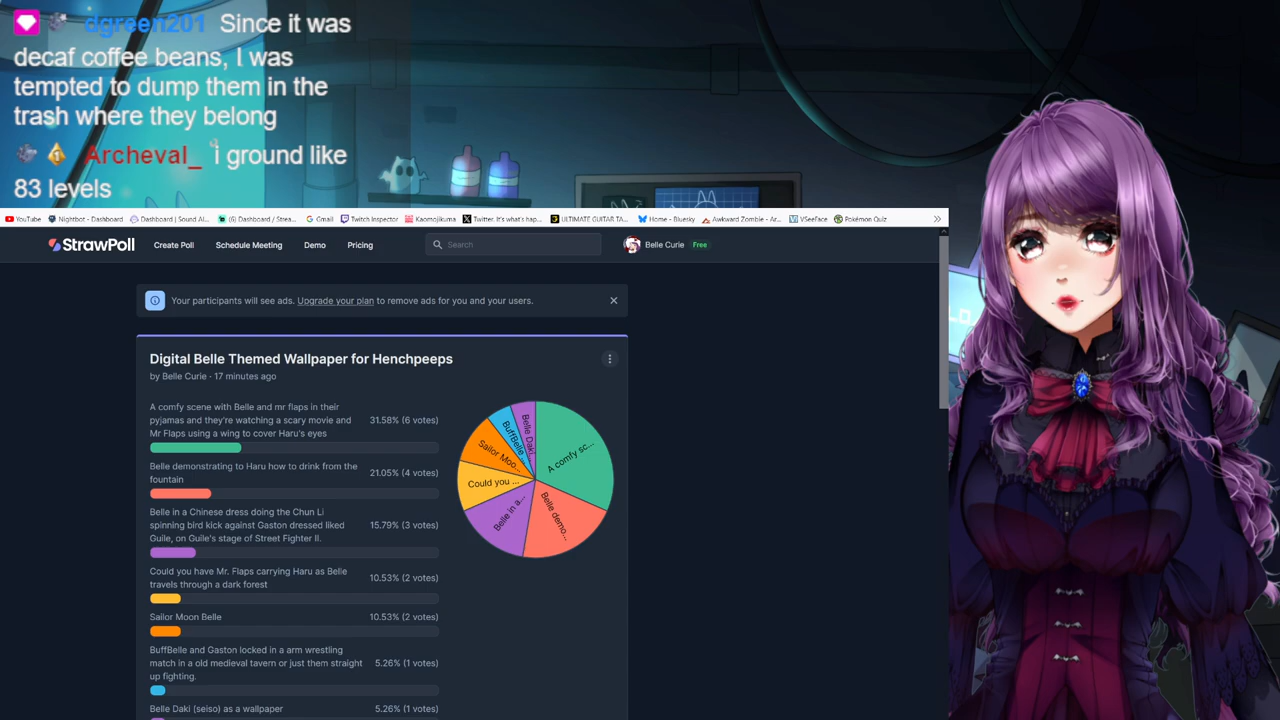 dgreen201 Since it was
decaf coffee beans, I was
tempted to dump them in the
trash where they belong
Archeval_ i ground like
83 levels
YouTube Nightbot - Dashboard Dashboard | Sound Al... (6) Dashboard / Strea... Gmail Twitch Inspector Kaomojikuma Twitter. It's what's hap... ULTIMATE GUITAR TA... Home - Bluesky Awkward Zombie - Ar... VSeeFace Pokémon Quiz
StrawPoll Create Poll Schedule Meeting Demo Pricing Search Belle Curie Free
Your participants will see ads. Upgrade your plan to remove ads for you and your users.
Digital Belle Themed Wallpaper for Henchpeeps
by Belle Curie · 17 minutes ago
A comfy scene with Belle and mr flaps in their
pyjamas and they're watching a scary movie and
Mr Flaps using a wing to cover Haru's eyes
31.58% (6 votes)
Belle demonstrating to Haru how to drink from the
fountain
21.05% (4 votes)
Belle in a Chinese dress doing the Chun Li
spinning bird kick against Gaston dressed liked
Guile, on Guile's stage of Street Fighter II.
15.79% (3 votes)
Could you have Mr. Flaps carrying Haru as Belle
travels through a dark forest
10.53% (2 votes)
Sailor Moon Belle
10.53% (2 votes)
BuffBelle and Gaston locked in a arm wrestling
match in a old medieval tavern or just them straight
up fighting.
5.26% (1 votes)
Belle Daki (seiso) as a wallpaper
5.26% (1 votes)
A comfy sc...
Belle demo...
Belle in a...
Could you ...
Sailor Moo...
BuffBelle...
Belle Daki